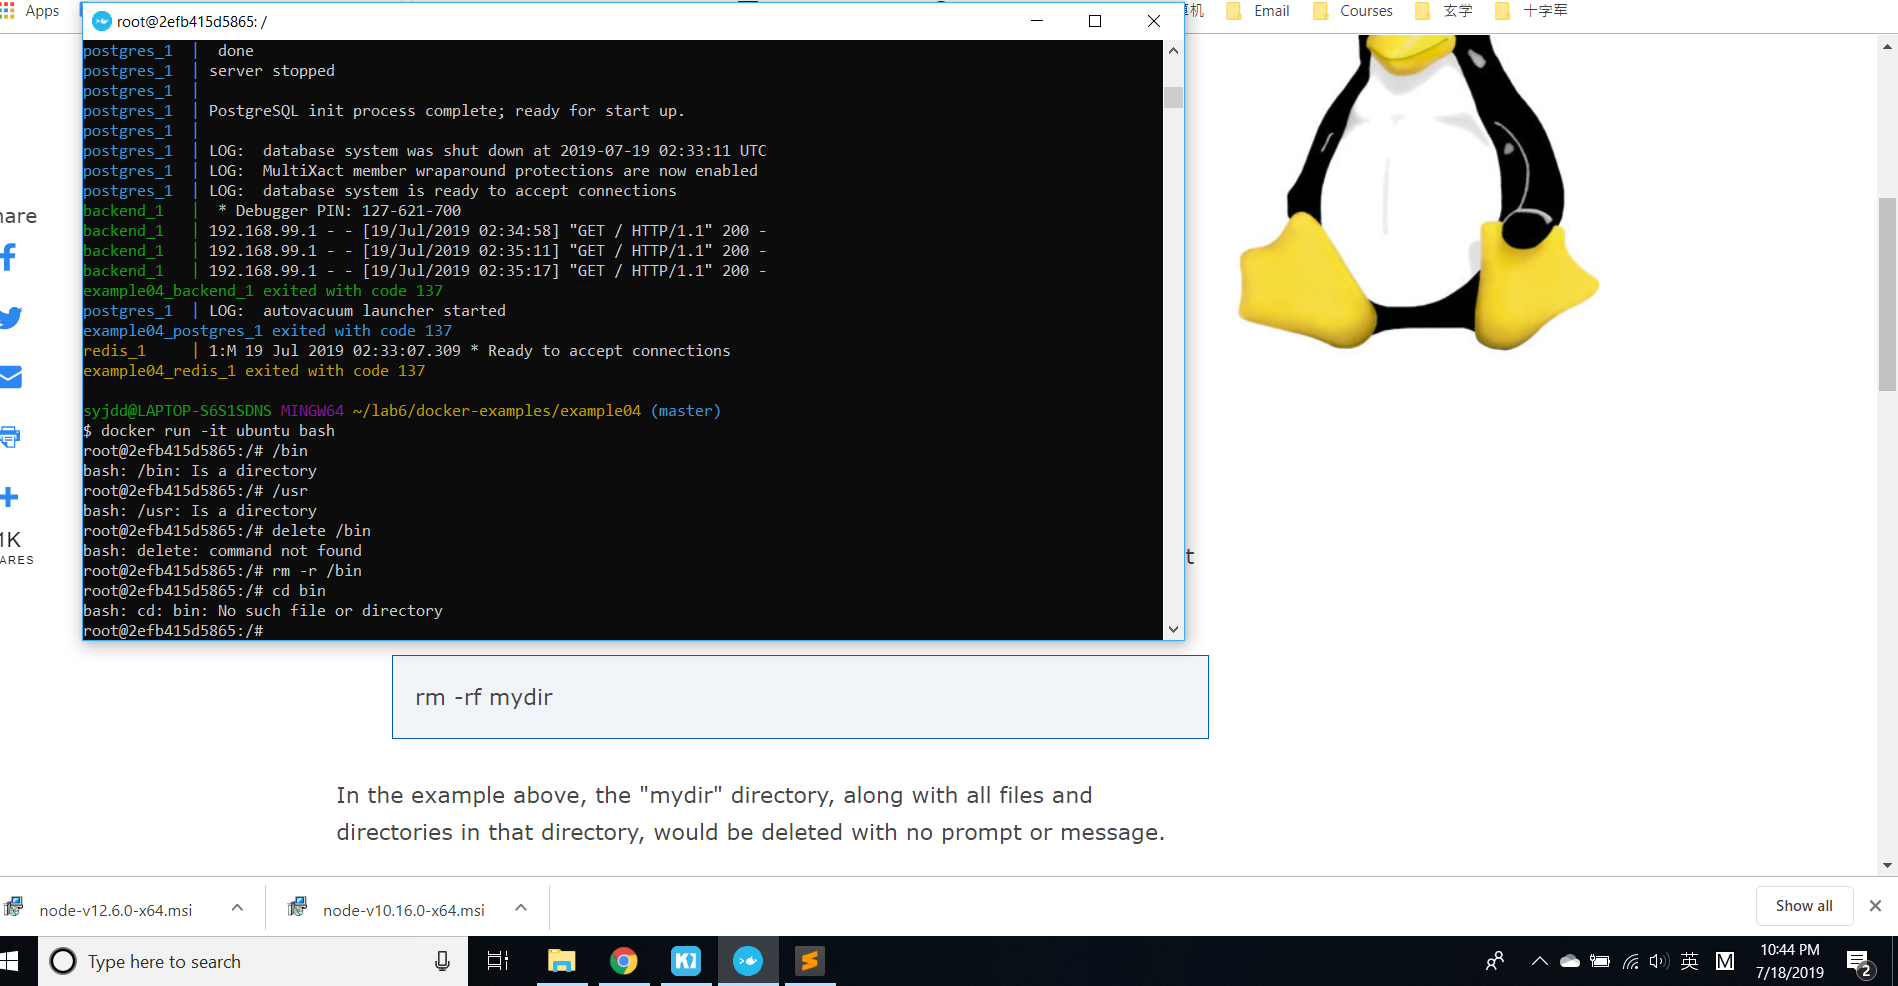 Apps
Email
Courses
玄学
十字军
root@2efb415d5865: /
postgres_1 | done
postgres_1 | server stopped
postgres_1 |
postgres_1 | PostgreSQL init process complete; ready for start up.
postgres_1 |
postgres_1 | LOG:  database system was shut down at 2019-07-19 02:33:11 UTC
postgres_1 | LOG:  MultiXact member wraparound protections are now enabled
postgres_1 | LOG:  database system is ready to accept connections
backend_1 |  * Debugger PIN: 127-621-700
backend_1 | 192.168.99.1 - - [19/Jul/2019 02:34:58] "GET / HTTP/1.1" 200 -
backend_1 | 192.168.99.1 - - [19/Jul/2019 02:35:11] "GET / HTTP/1.1" 200 -
backend_1 | 192.168.99.1 - - [19/Jul/2019 02:35:17] "GET / HTTP/1.1" 200 -
example04_backend_1 exited with code 137
postgres_1 | LOG:  autovacuum launcher started
example04_postgres_1 exited with code 137
redis_1 | 1:M 19 Jul 2019 02:33:07.309 * Ready to accept connections
example04_redis_1 exited with code 137
syjdd@LAPTOP-S6S1SDNS MINGW64 ~/lab6/docker-examples/example04 (master)
$ docker run -it ubuntu bash
root@2efb415d5865:/# /bin
bash: /bin: Is a directory
root@2efb415d5865:/# /usr
bash: /usr: Is a directory
root@2efb415d5865:/# delete /bin
bash: delete: command not found
root@2efb415d5865:/# rm -r /bin
root@2efb415d5865:/# cd bin
bash: cd: bin: No such file or directory
root@2efb415d5865:/#
hare
1K
ARES
t
rm -rf mydir
In the example above, the "mydir" directory, along with all files and
directories in that directory, would be deleted with no prompt or message.
node-v12.6.0-x64.msi
node-v10.16.0-x64.msi
Show all
Type here to search
英
M
10:44 PM
7/18/2019
2